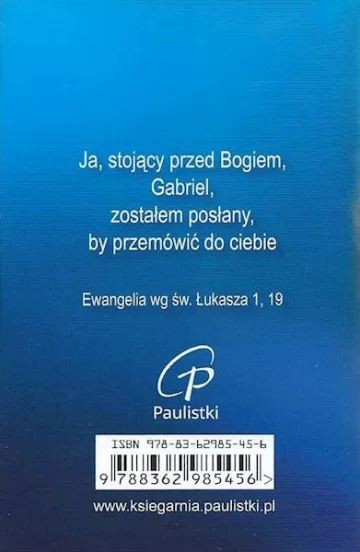 Ja, stojący przed Bogiem,
Gabriel,
zostałem posłany,
by przemówić do ciebie
Ewangelia wg św. Łukasza 1, 19
Paulistki
ISBN 978-83-62985-45-6
9 788362 985456 >
www.ksiegarnia.paulistki.pl